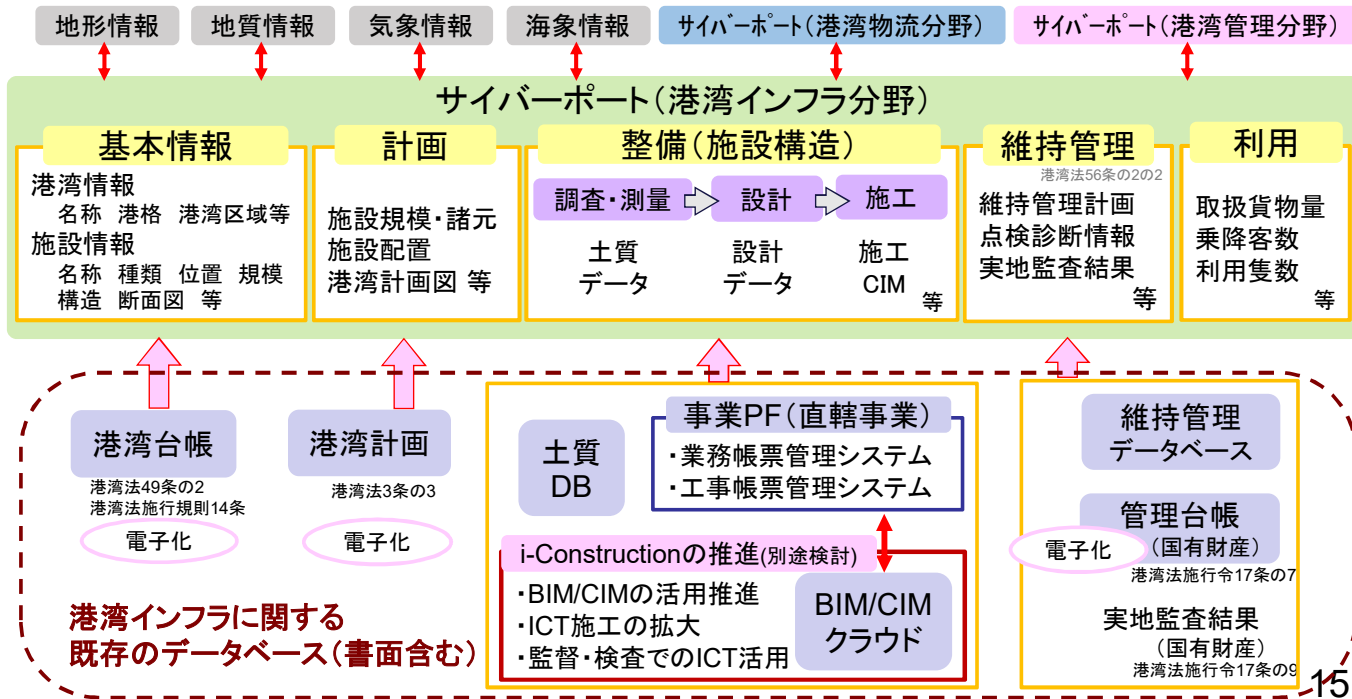 地形情報
地質情報
気象情報
海象情報
サイバーポート(港湾物流分野)
サイバーポート(港湾管理分野)
サイバーポート(港湾インフラ分野)
基本情報
港湾情報
名称 港格 港湾区域等
施設情報
名称 種類 位置 規模
構造 断面図 等
計画
施設規模・諸元
施設配置
港湾計画図 等
整備(施設構造)
調査・測量
設計
施工
土質
データ
設計
データ
施工
CIM
等
維持管理
港湾法56条の2の2
維持管理計画
点検診断情報
実地監査結果
等
利用
取扱貨物量
乗降客数
利用隻数
等
港湾台帳
港湾法49条の2
港湾法施行規則14条
電子化
港湾計画
港湾法3条の3
電子化
土質
DB
事業PF(直轄事業)
・業務帳票管理システム
・工事帳票管理システム
i-Constructionの推進(別途検討)
・BIM/CIMの活用推進
・ICT施工の拡大
・監督・検査でのICT活用
BIM/CIM
クラウド
維持管理
データベース
管理台帳
(国有財産)
電子化
港湾法施行令17条の7
実地監査結果
(国有財産)
港湾法施行令17条の9
港湾インフラに関する
既存のデータベース(書面含む)
15